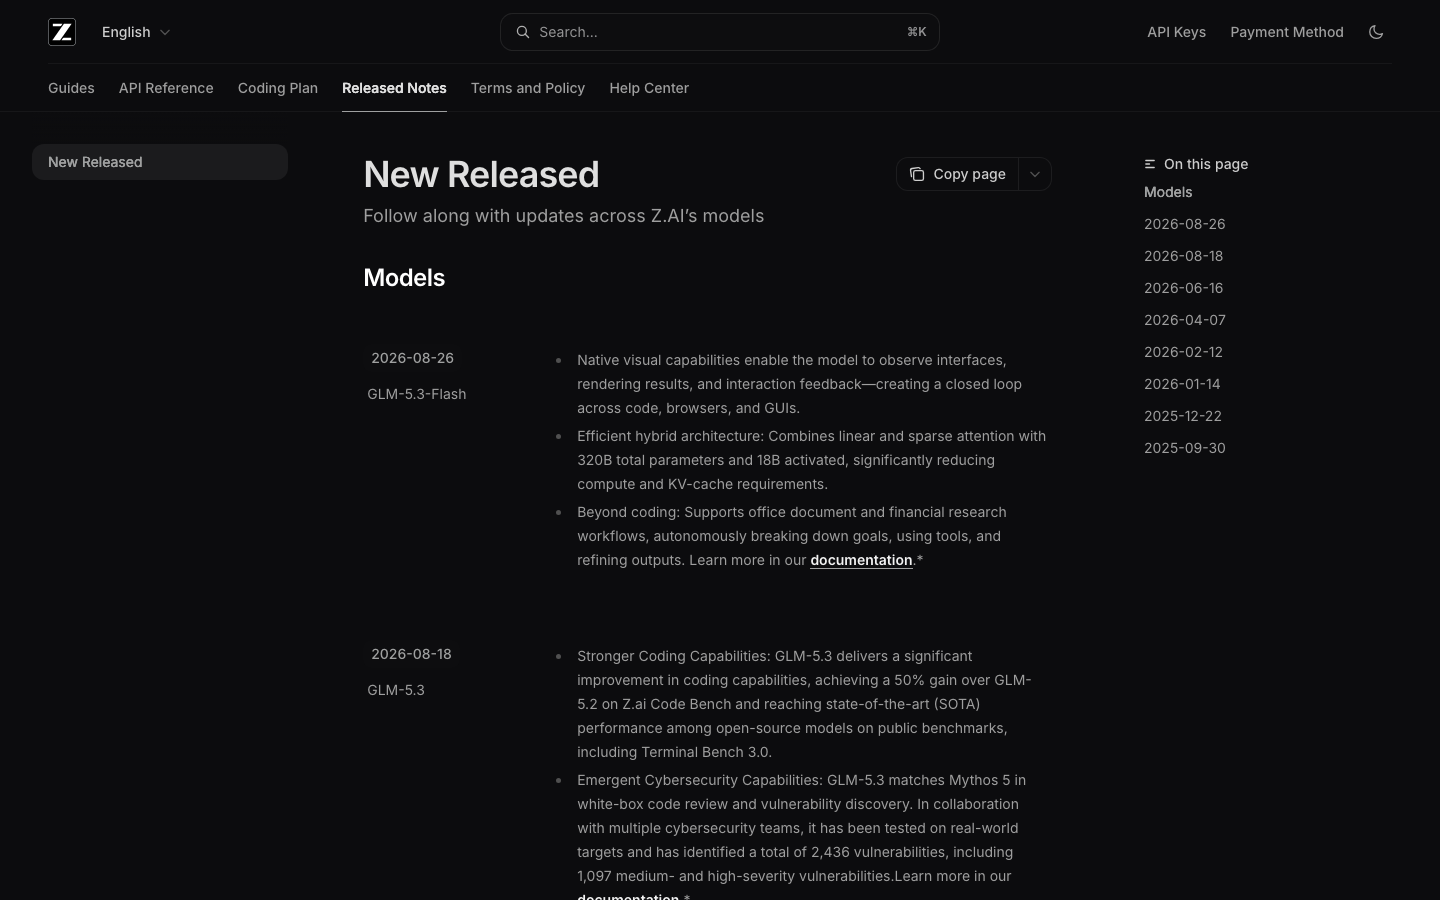 Z
English
Search...
⌘K
API Keys
Payment Method
Guides
API Reference
Coding Plan
Released Notes
Terms and Policy
Help Center
New Released
New Released
Copy page
Follow along with updates across Z.AI’s models
Models
2026-08-26
GLM-5.3-Flash
Native visual capabilities enable the model to observe interfaces,
rendering results, and interaction feedback—creating a closed loop
across code, browsers, and GUIs.
Efficient hybrid architecture: Combines linear and sparse attention with
320B total parameters and 18B activated, significantly reducing
compute and KV-cache requirements.
Beyond coding: Supports office document and financial research
workflows, autonomously breaking down goals, using tools, and
refining outputs. Learn more in our documentation.*
2026-08-18
GLM-5.3
Stronger Coding Capabilities: GLM-5.3 delivers a significant
improvement in coding capabilities, achieving a 50% gain over GLM-
5.2 on Z.ai Code Bench and reaching state-of-the-art (SOTA)
performance among open-source models on public benchmarks,
including Terminal Bench 3.0.
Emergent Cybersecurity Capabilities: GLM-5.3 matches Mythos 5 in
white-box code review and vulnerability discovery. In collaboration
with multiple cybersecurity teams, it has been tested on real-world
targets and has identified a total of 2,436 vulnerabilities, including
1,097 medium- and high-severity vulnerabilities.Learn more in our
documentation.*
On this page
Models
2026-08-26
2026-08-18
2026-06-16
2026-04-07
2026-02-12
2026-01-14
2025-12-22
2025-09-30